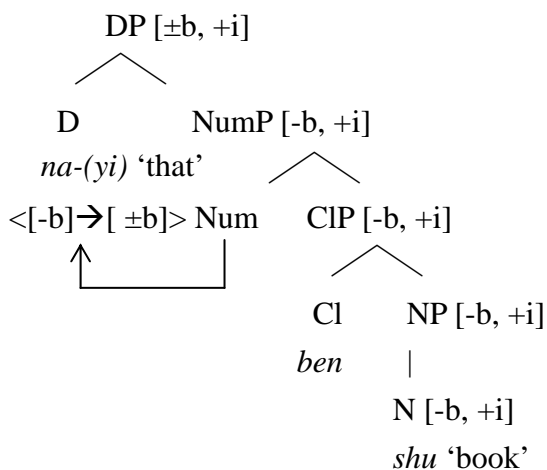 DP [±b, +i]
D NumP [-b, +i]
na-(yi) ‘that’
<[-b]→[ ±b]> Num ClP [-b, +i]
Cl NP [-b, +i]
ben
N [-b, +i]
shu ‘book’